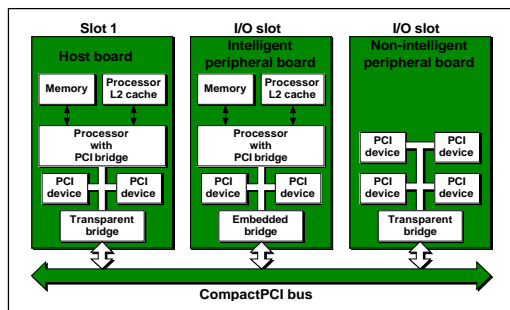 Slot 1
I/O slot
I/O slot
Host board
Intelligent
peripheral board
Non-intelligent
peripheral board
Memory
Processor
L2 cache
Memory
Processor
L2 cache
Processor
with
PCI bridge
Processor
with
PCI bridge
PCI
device
PCI
device
PCI
device
PCI
device
PCI
device
PCI
device
PCI
device
PCI
device
Transparent
bridge
Embedded
bridge
Transparent
bridge
CompactPCI bus